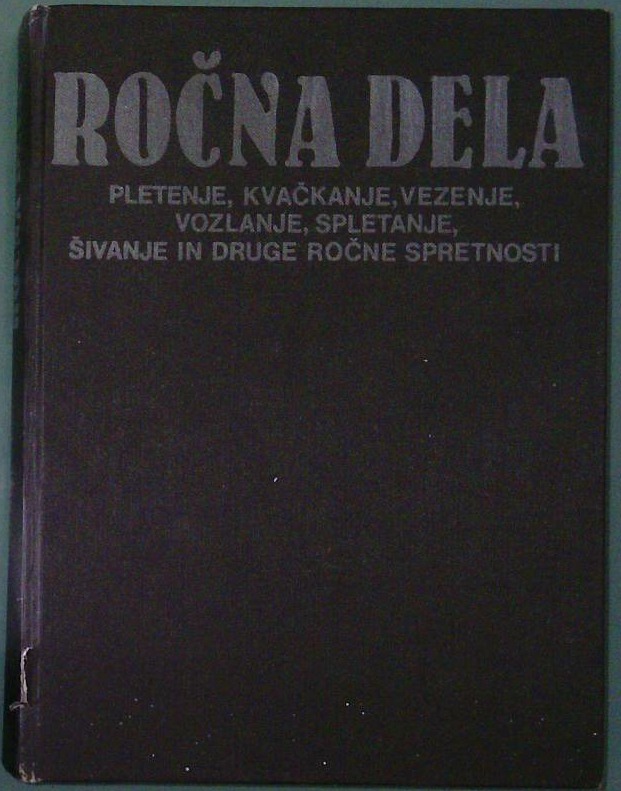 ROČNA DELA
PLETENJE, KVAČKANJE, VEZENJE,
VOZLANJE, SPLETANJE,
ŠIVANJE IN DRUGE ROČNE SPRETNOSTI